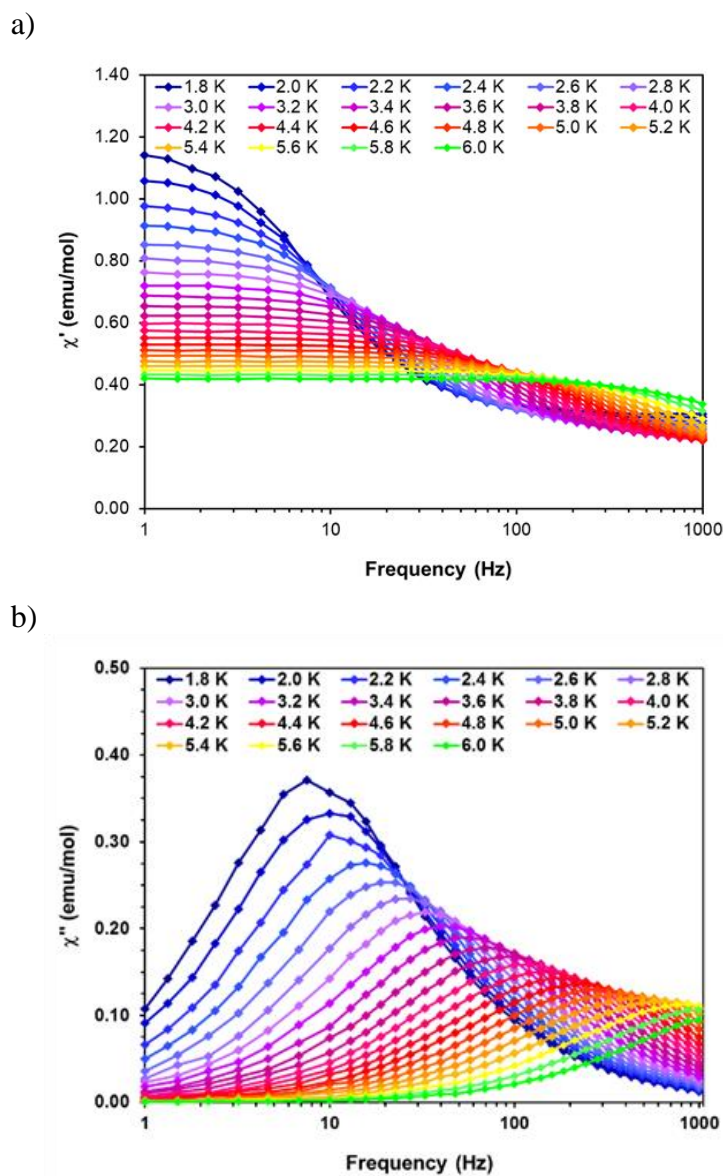 a)
1.40
1.20
1.00
0.80
0.60
0.40
0.20
0.00
χ' (emu/mol)
1.8 K 2.0 K 2.2 K 2.4 K 2.6 K 2.8 K
3.0 K 3.2 K 3.4 K 3.6 K 3.8 K 4.0 K
4.2 K 4.4 K 4.6 K 4.8 K 5.0 K 5.2 K
5.4 K 5.6 K 5.8 K 6.0 K
1 10 100 1000
Frequency (Hz)
b)
0.50
0.40
0.30
0.20
0.10
0.00
χ" (emu/mol)
1.8 K 2.0 K 2.2 K 2.4 K 2.6 K 2.8 K
3.0 K 3.2 K 3.4 K 3.6 K 3.8 K 4.0 K
4.2 K 4.4 K 4.6 K 4.8 K 5.0 K 5.2 K
5.4 K 5.6 K 5.8 K 6.0 K
1 10 100 1000
Frequency (Hz)